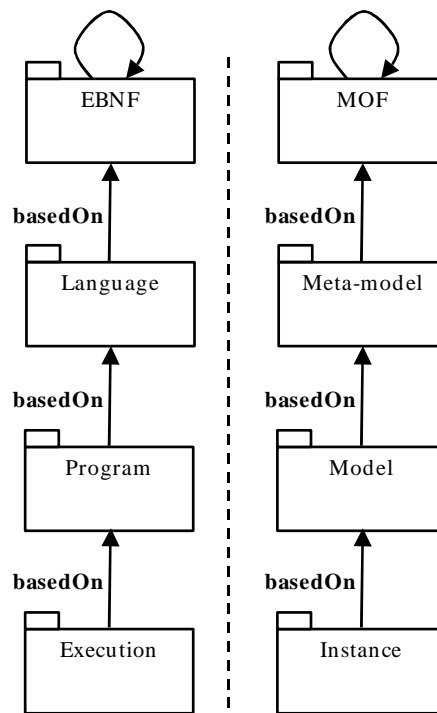 EBNF
MOF
basedOn
basedOn
Language
Meta-model
basedOn
basedOn
Program
Model
basedOn
basedOn
Execution
Instance